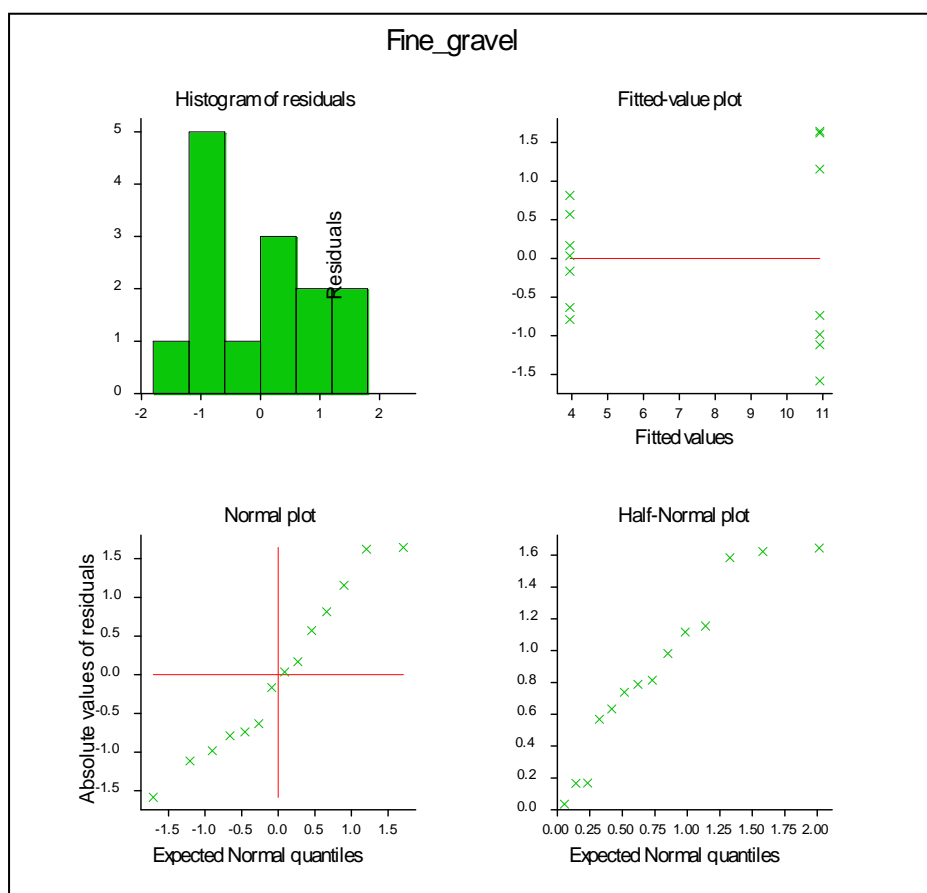 Fine_gravel
Histogram of residuals
5
4
3
2
1
0
-2 -1 0 1 2
Residuals
Fitted-value plot
1.5
1.0
0.5
0.0
-0.5
-1.0
-1.5
4 5 6 7 8 9 10 11
Fitted values
Normal plot
Absolute values of residuals
1.5
1.0
0.5
0.0
-0.5
-1.0
-1.5
-1.5 -1.0 -0.5 0.0 0.5 1.0 1.5
Expected Normal quantiles
Half-Normal plot
1.6
1.4
1.2
1.0
0.8
0.6
0.4
0.2
0.0
0.00 0.25 0.50 0.75 1.00 1.25 1.50 1.75 2.00
Expected Normal quantiles